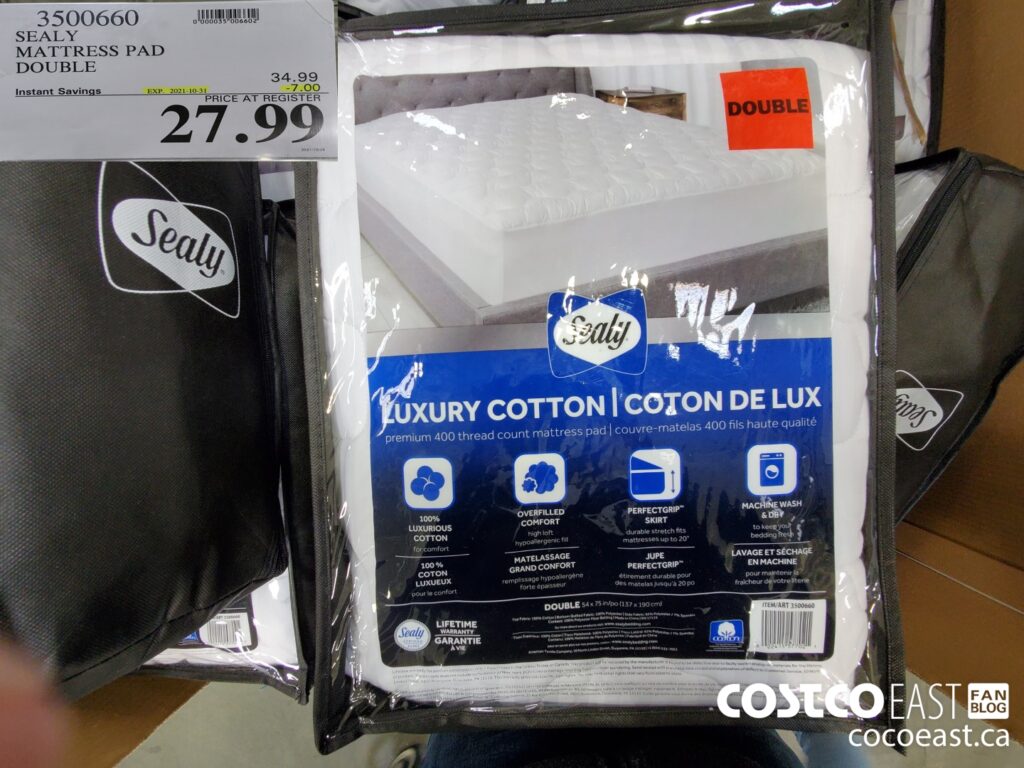 3500660
0"000035"006602"
SEALY
MATTRESS PAD
DOUBLE
34.99
Instant Savings EXP. 2021-10-31 -7.00
PRICE AT REGISTER
27.99
Sealy
DOUBLE
Sealy
Sealy
LUXURY COTTON | COTON DE LUX
premium 400 thread count mattress pad | couvre-matelas 400 fils haute qualité
100%
LUXURIOUS
COTTON
for comfort
100 %
COTON
LUXUEUX
pour le confort
OVERFILLED
COMFORT
high loft
hypoallergenic fill
MATELASSAGE
GRAND CONFORT
remplissage hypoallergène
forte épaisseur
PERFECTGRIP™
SKIRT
durable stretch fits
mattresses up to 20"
JUPE
PERFECTGRIP™
étirement durable pour
des matelas jusqu'à 20 po
MACHINE WASH
& DRY
to keep your
bedding fresh
LAVAGE ET SÉCHAGE
EN MACHINE
pour maintenir la
fraîcheur de votre literie
DOUBLE 54 x 75 in/po (137 x 190 cm)
ITEM/ART 3500660
Sealy
LIFETIME
WARRANTY
GARANTIE
À VIE
COTTON
COSTCO EAST FAN BLOG
cocoeast.ca